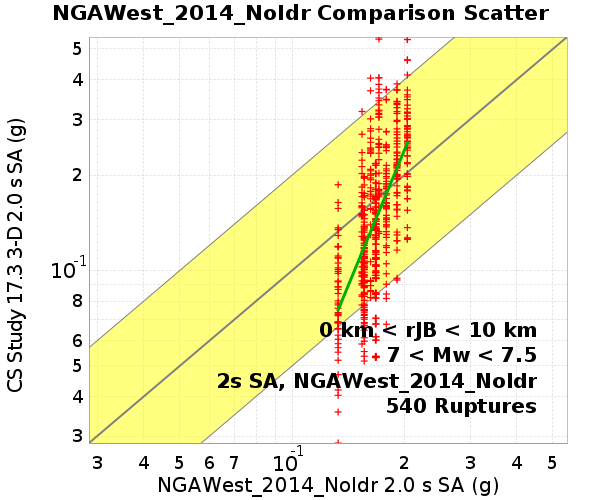 NGAWest_2014_NoIdr Comparison Scatter
5
4
3
2
10-1
8
6
5
4
3
CS Study 17.3 3-D 2.0 s SA (g)
0 km < rJB < 10 km
7 < Mw < 7.5
2s SA, NGAWest_2014_NoIdr
540 Ruptures
3 4 5 6 7 10-1 2 3 4 5
NGAWest_2014_NoIdr 2.0 s SA (g)